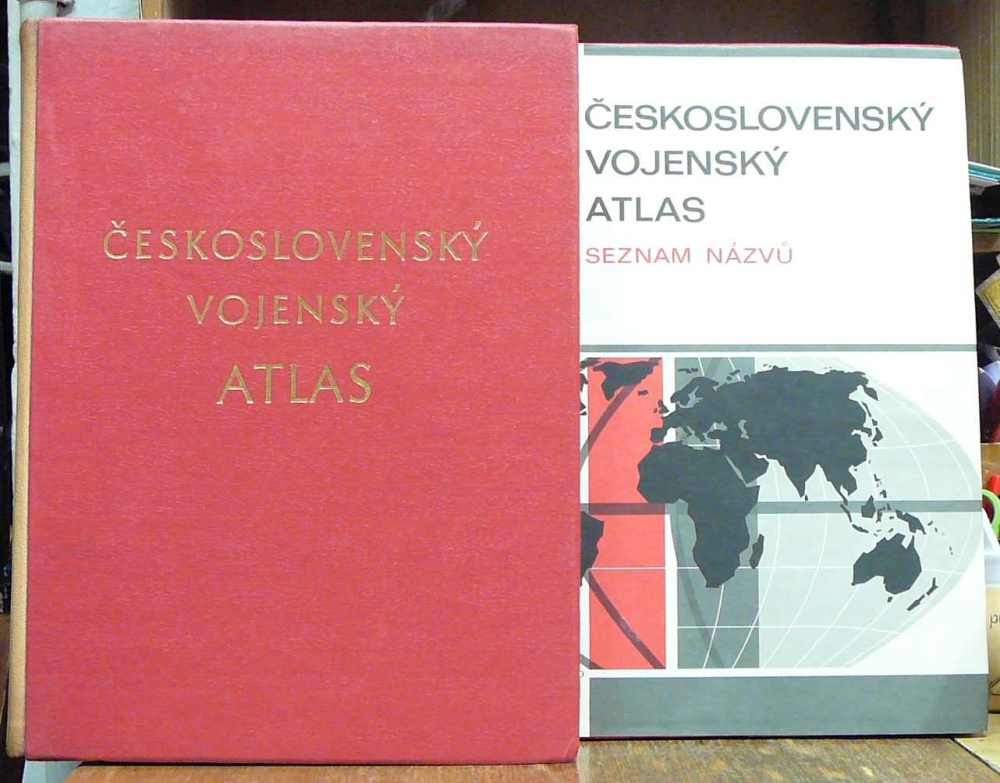 ČESKOSLOVENSKÝ
VOJENSKÝ
ATLAS
ČESKOSLOVENSKÝ
VOJENSKÝ
ATLAS
SEZNAM NÁZVŮ